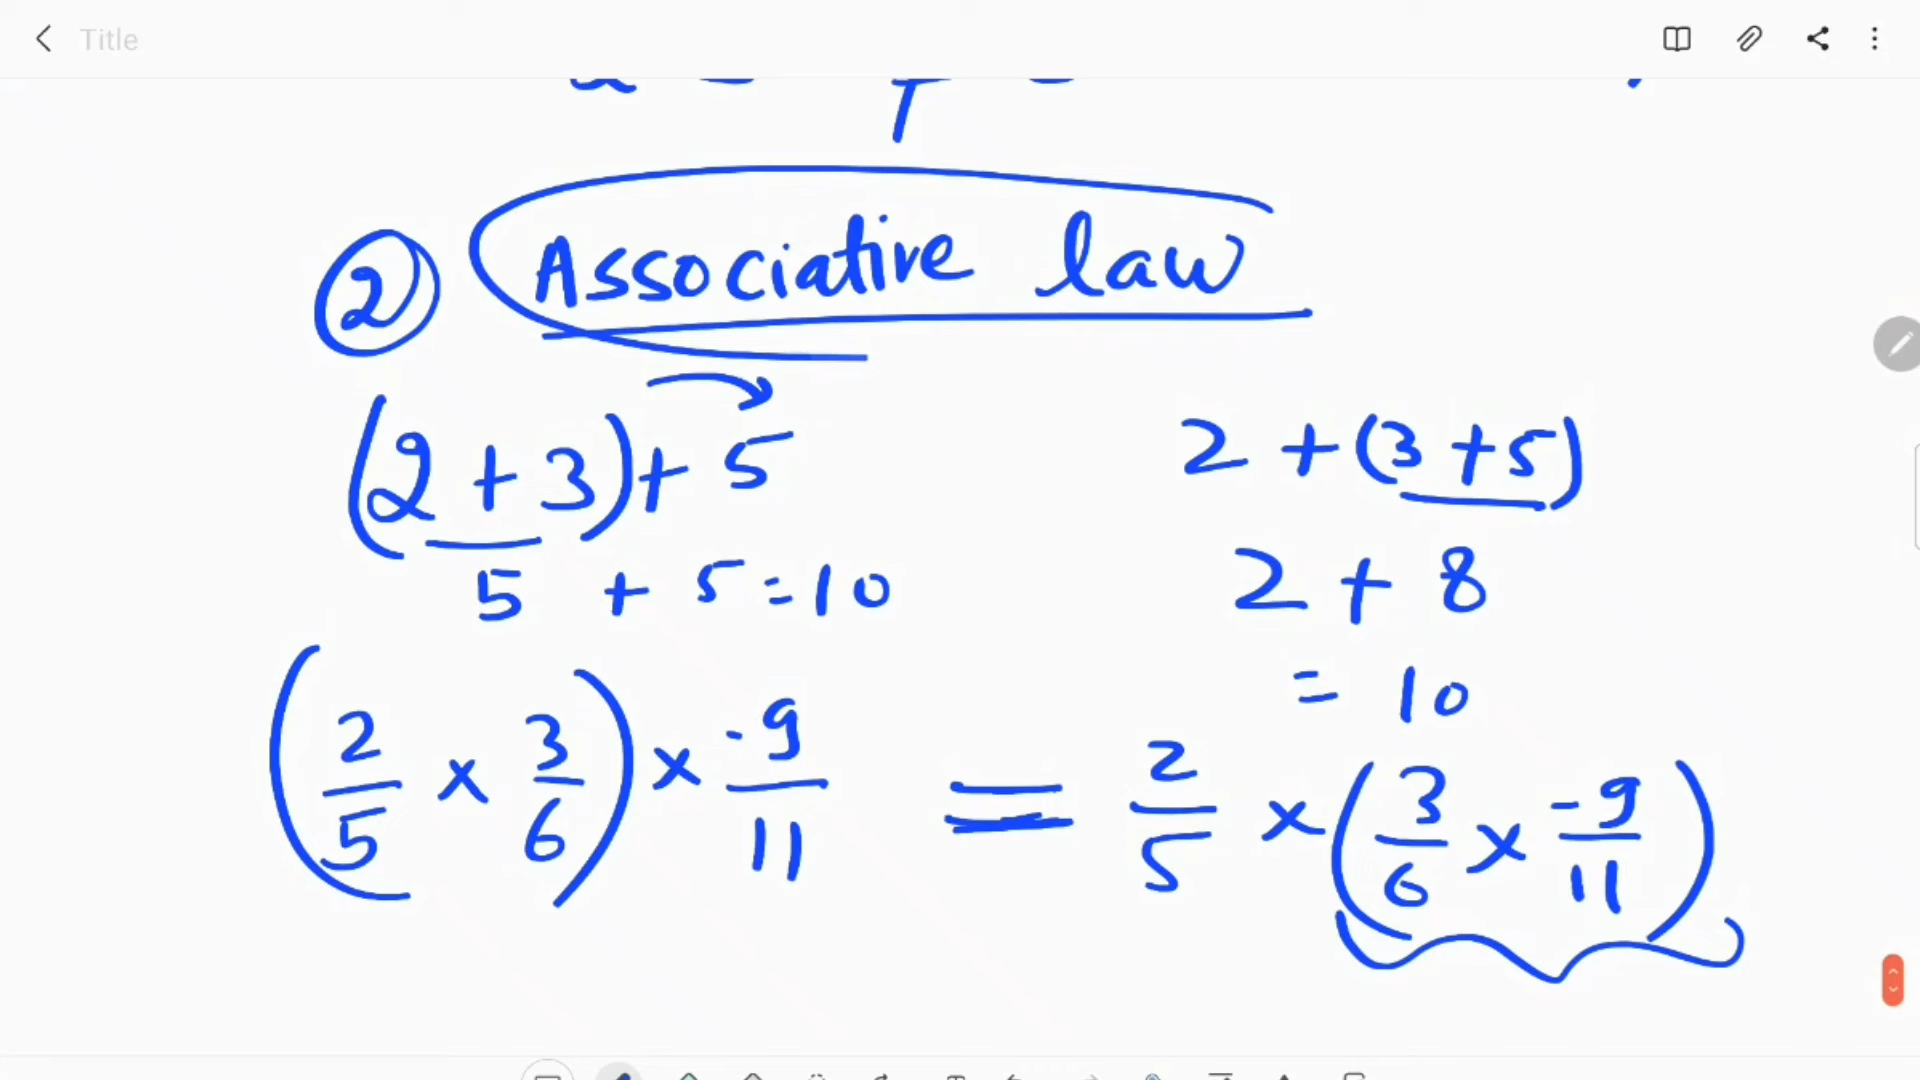 Title
② Associative law
(2 + 3) + 5    2 + (3 + 5)
5 + 5 = 10    2 + 8
= 10
(2/5 × 3/6) × -9/11 = 2/5 × (3/6 × -9/11)